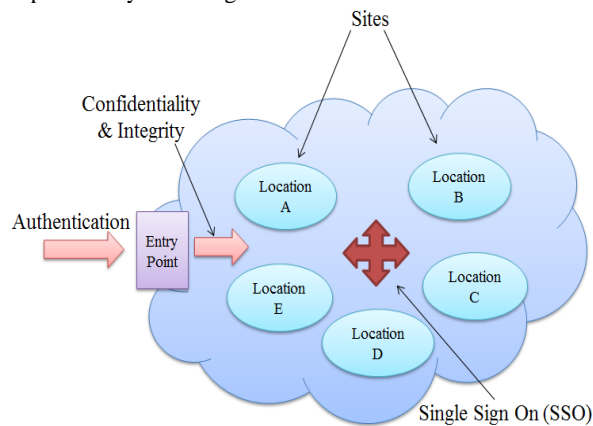 Sites
Confidentiality
& Integrity
Location
A
Location
B
Authentication
Entry
Point
Location
E
Location
C
Location
D
Single Sign On (SSO)